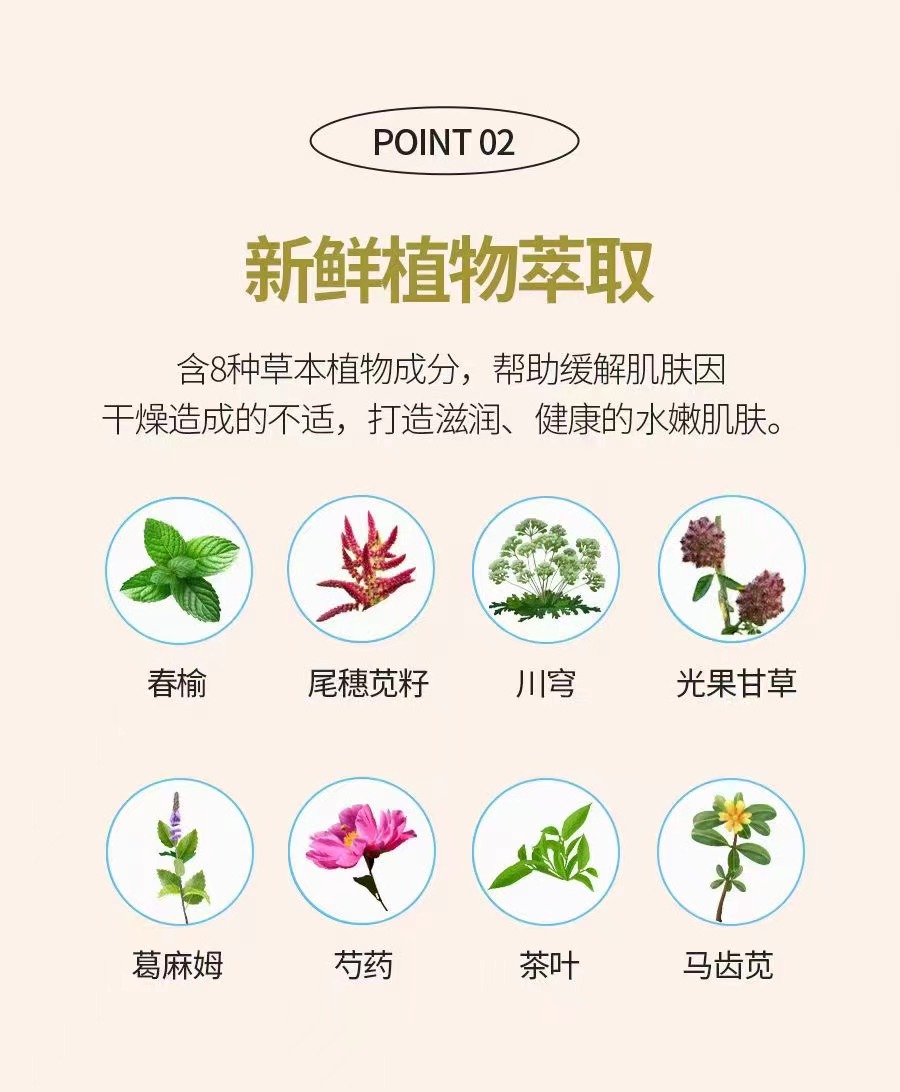 POINT 02
新鲜植物萃取
含8种草本植物成分，帮助缓解肌肤因
干燥造成的不适，打造滋润、健康的水嫩肌肤。
春榆 尾穗苋籽 川穹 光果甘草
葛麻姆 芍药 茶叶 马齿苋